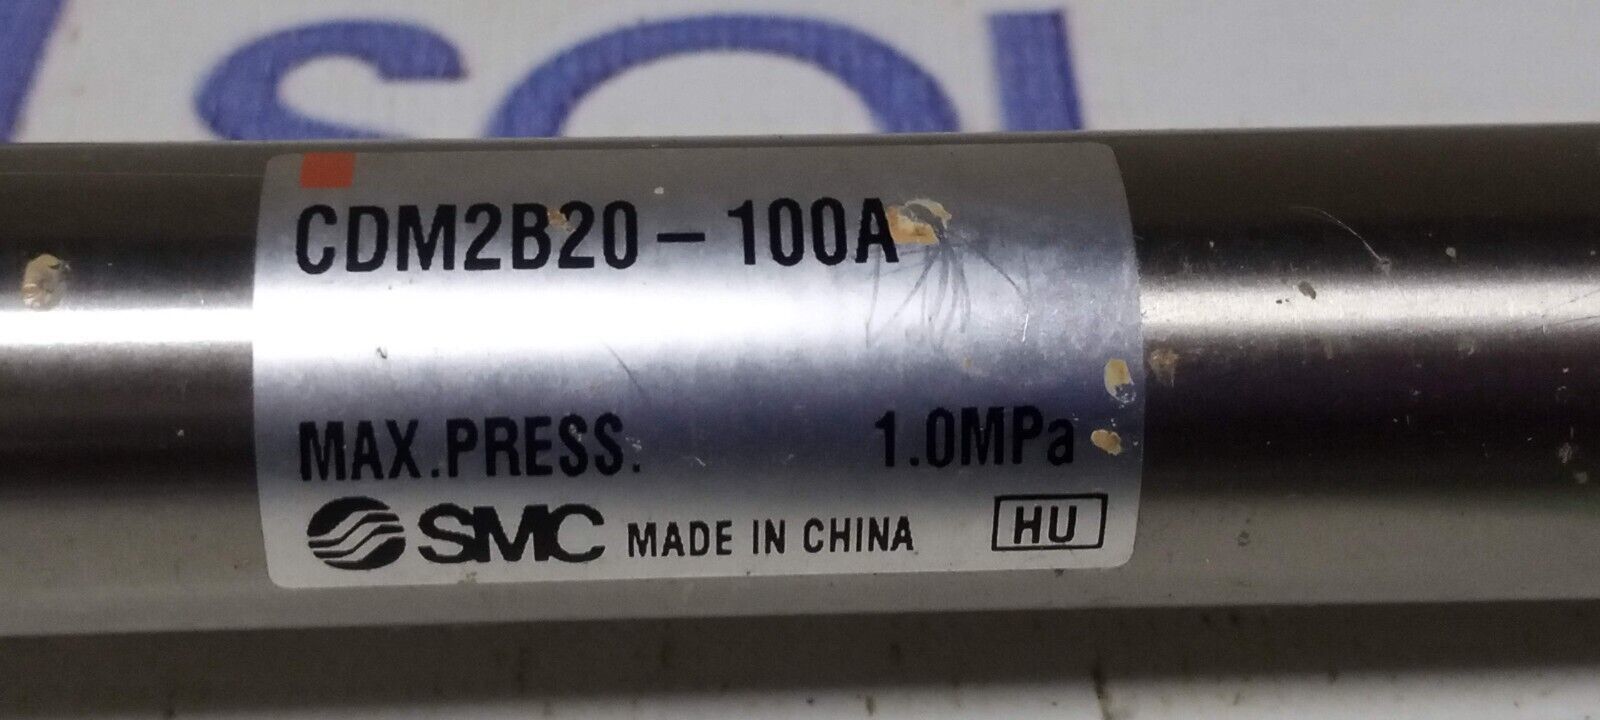 CDM2B20-100A
MAX.PRESS. 1.0MPa
SMC MADE IN CHINA HU